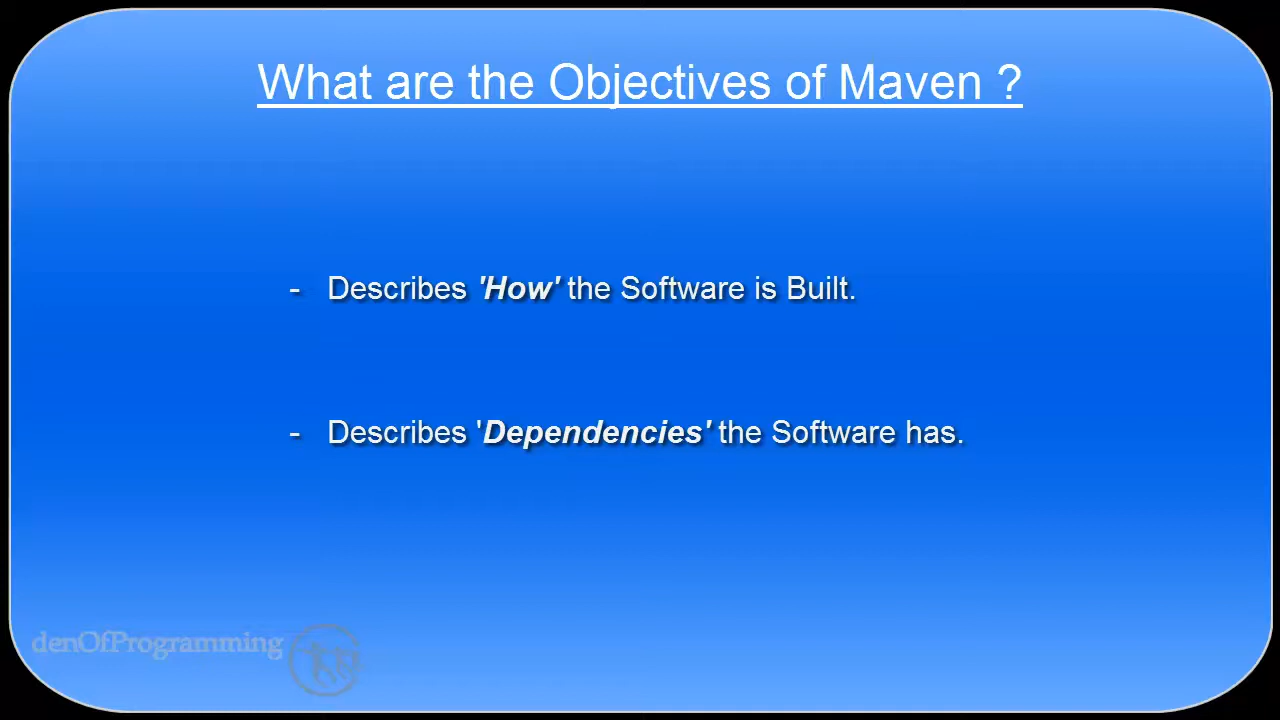 What are the Objectives of Maven ?
- Describes 'How' the Software is Built.
- Describes 'Dependencies' the Software has.
denOfProgramming